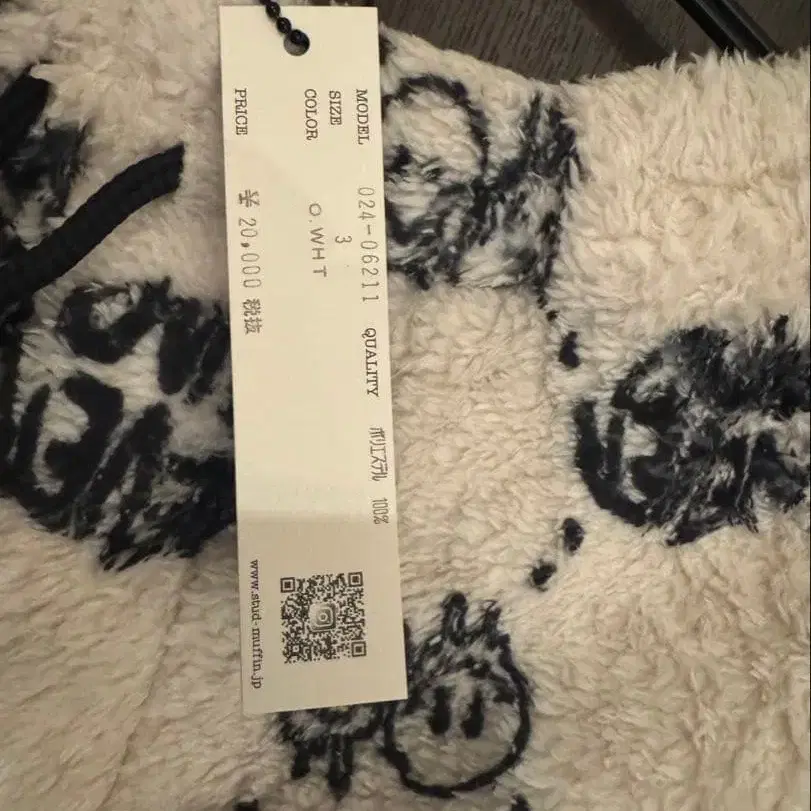 MODEL 024-06211 QUALITY ポリエステル 100%
SIZE 3
COLOR O.WHT
PRICE ¥ 20,000 税抜
www.stud-muffin.jp